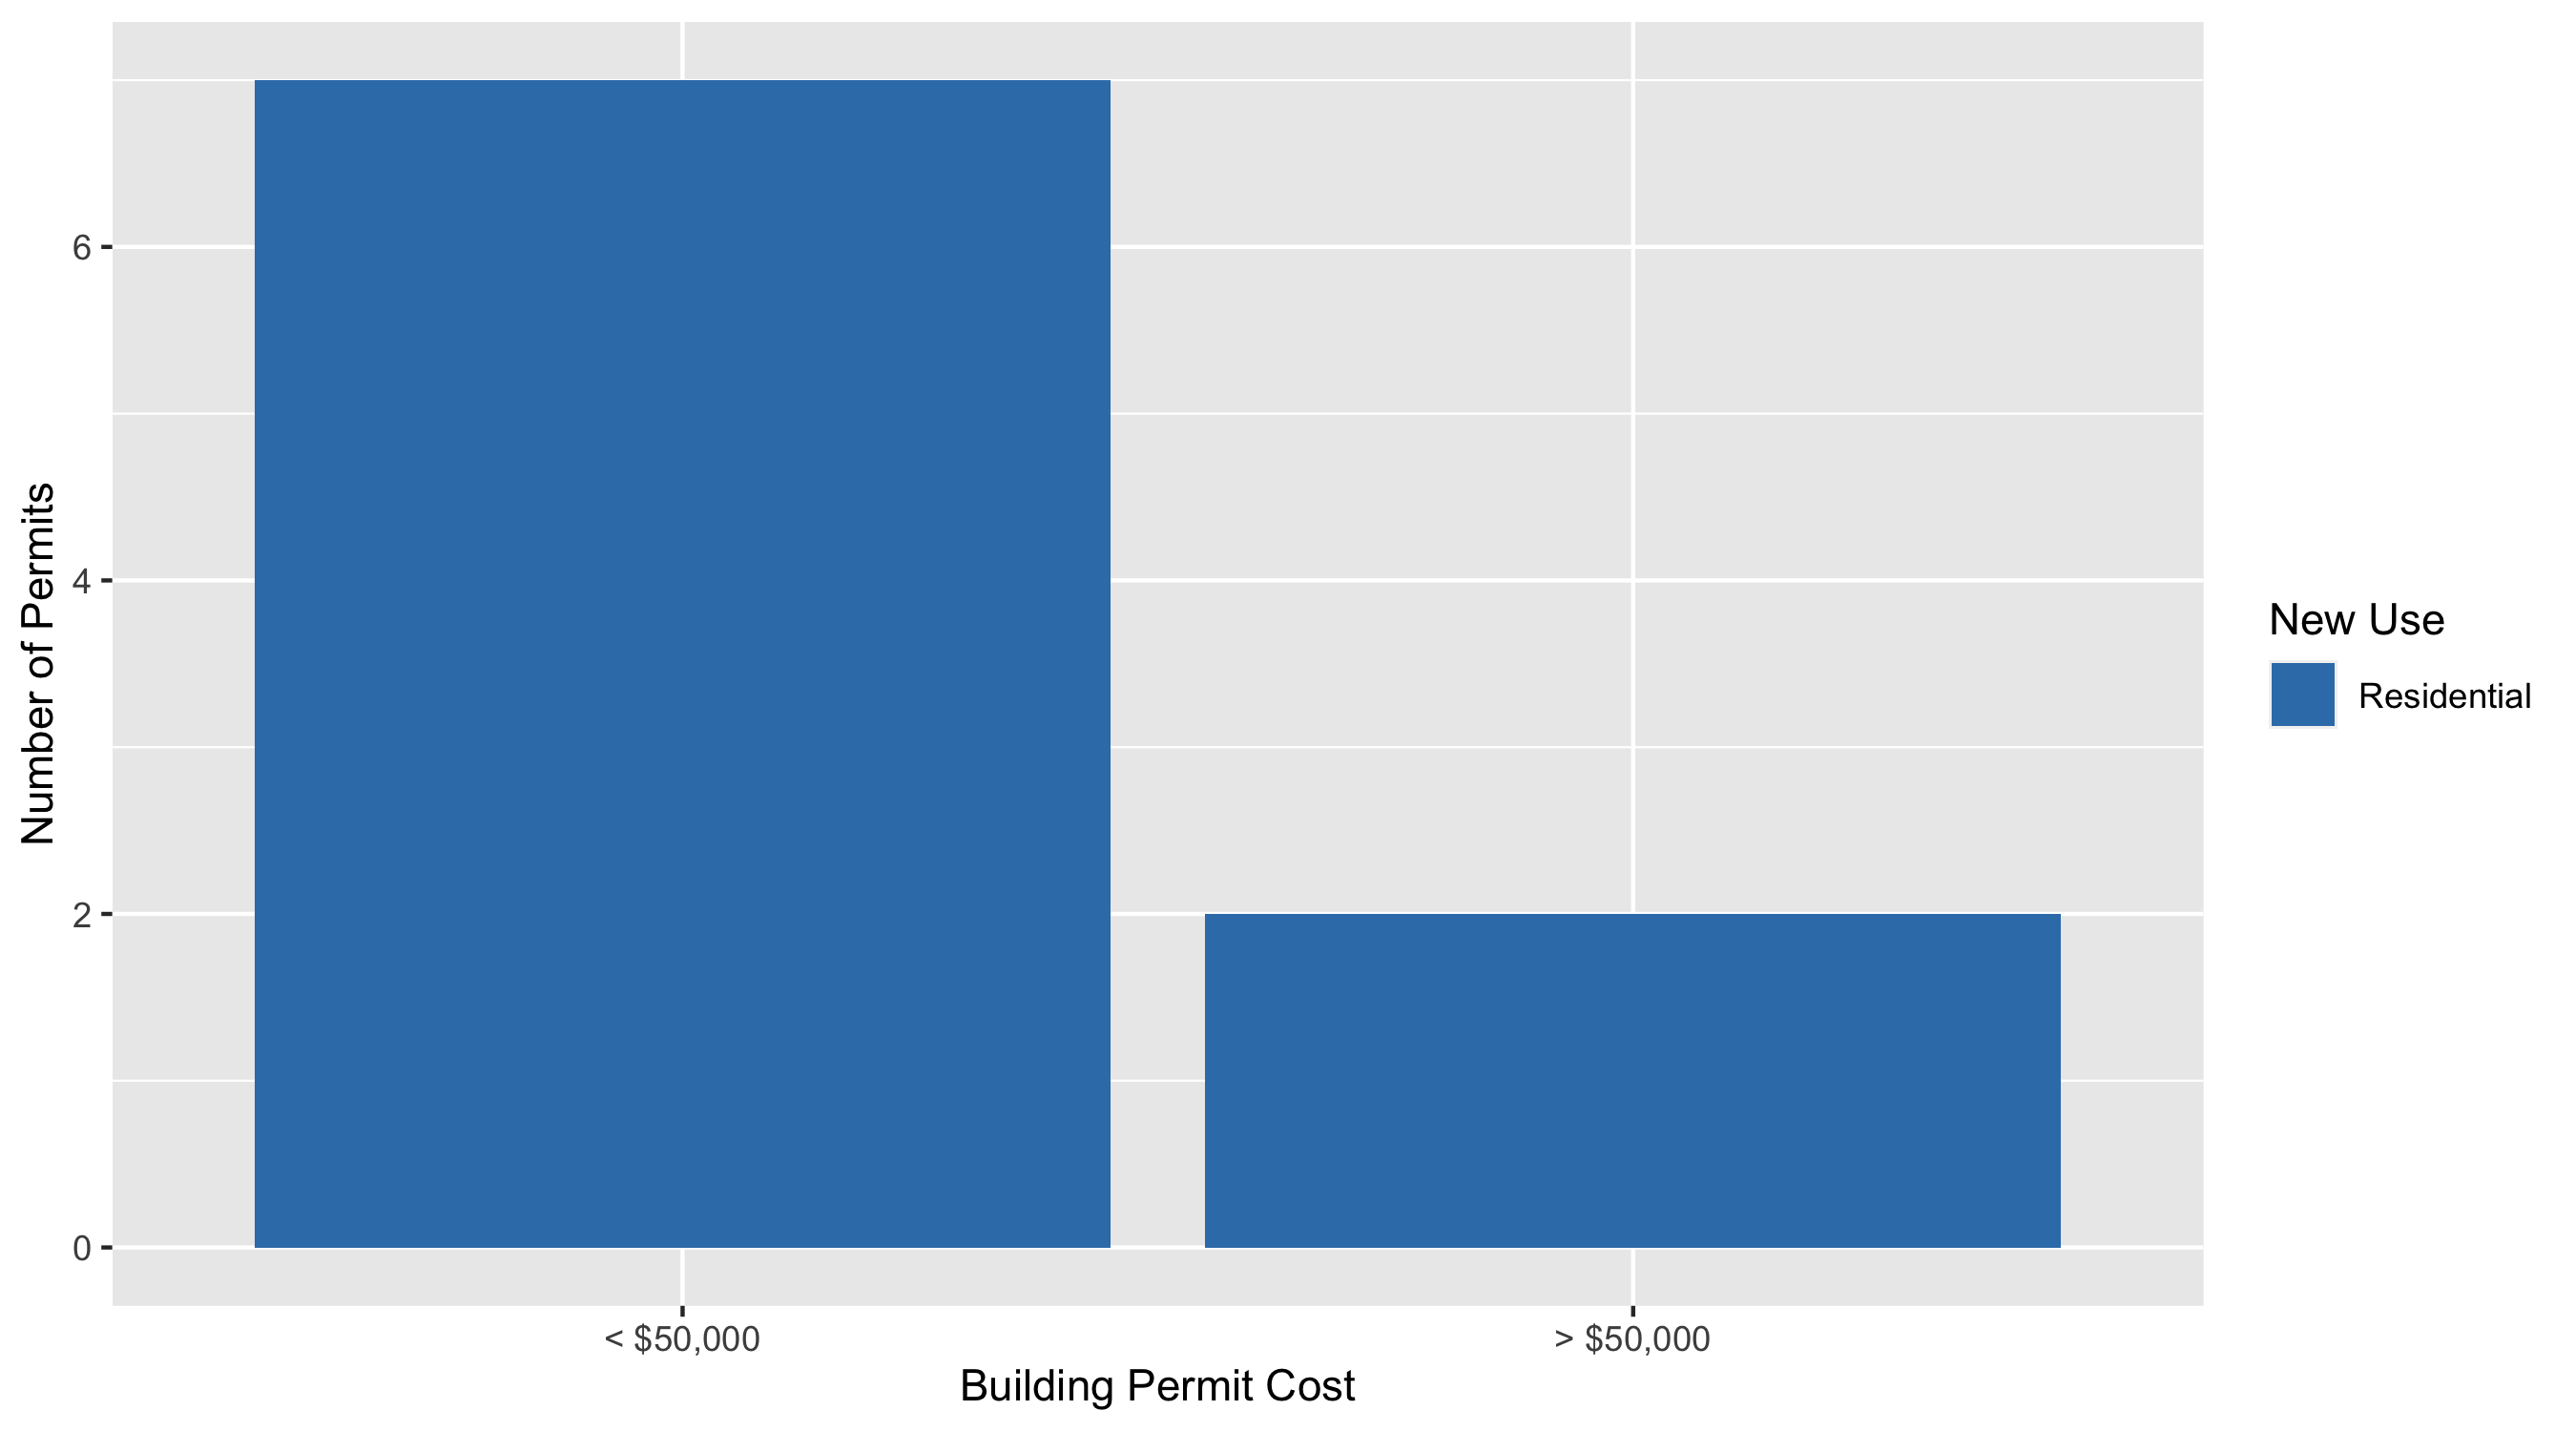 Number of Permits
6
4
2
0
< $50,000
> $50,000
Building Permit Cost
New Use
Residential